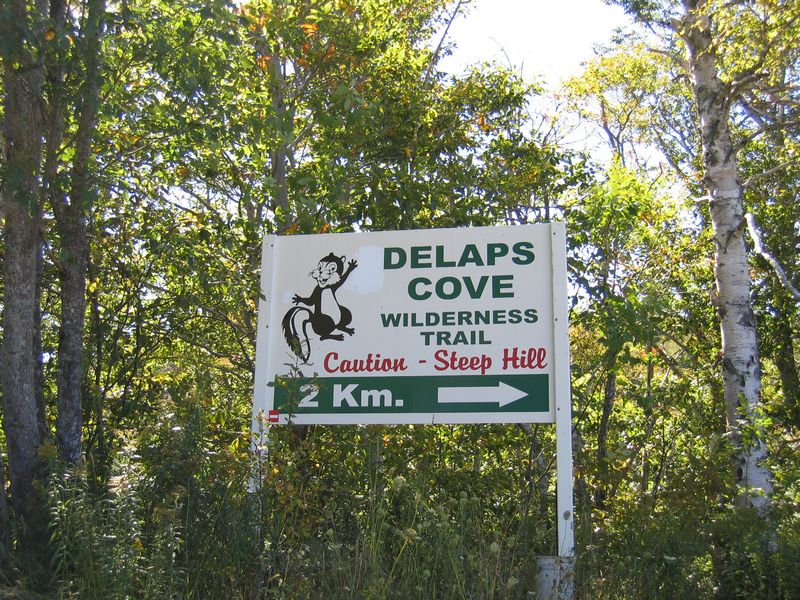 DELAPS
COVE
WILDERNESS
TRAIL
Caution - Steep Hill
2 Km.